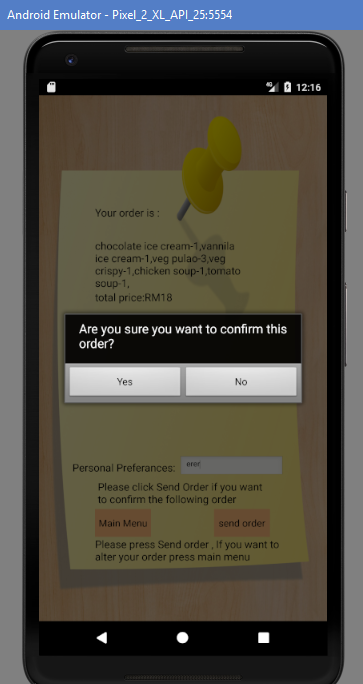 Android Emulator - Pixel_2_XL_API_25:5554
4G 12:16
Your order is :
chocolate ice cream-1,vannila
ice cream-1,veg pulao-3,veg
crispy-1,chicken soup-1,tomato
soup-1,
total price:RM18
Are you sure you want to confirm this
order?
Yes No
Personal Preferances:
Please click Send Order if you want
to confirm the following order
Main Menu send order
Please press Send order , If you want to
alter your order press main menu